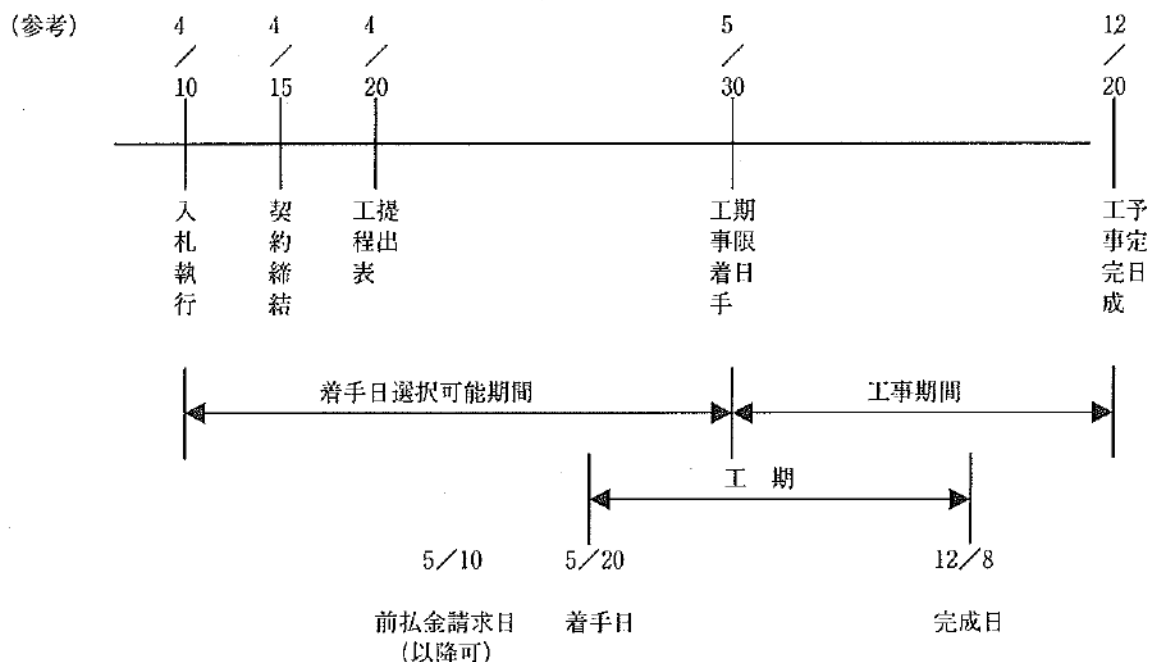 (参考)
4／10
4／15
4／20
5／30
12／20
入札執行
契約締結
工程表
提出
工事着手
期限日
工事完成
予定日
着手日選択可能期間
工事期間
工　期
5／10
5／20
12／8
前払金請求日
着手日
完成日
(以降可)